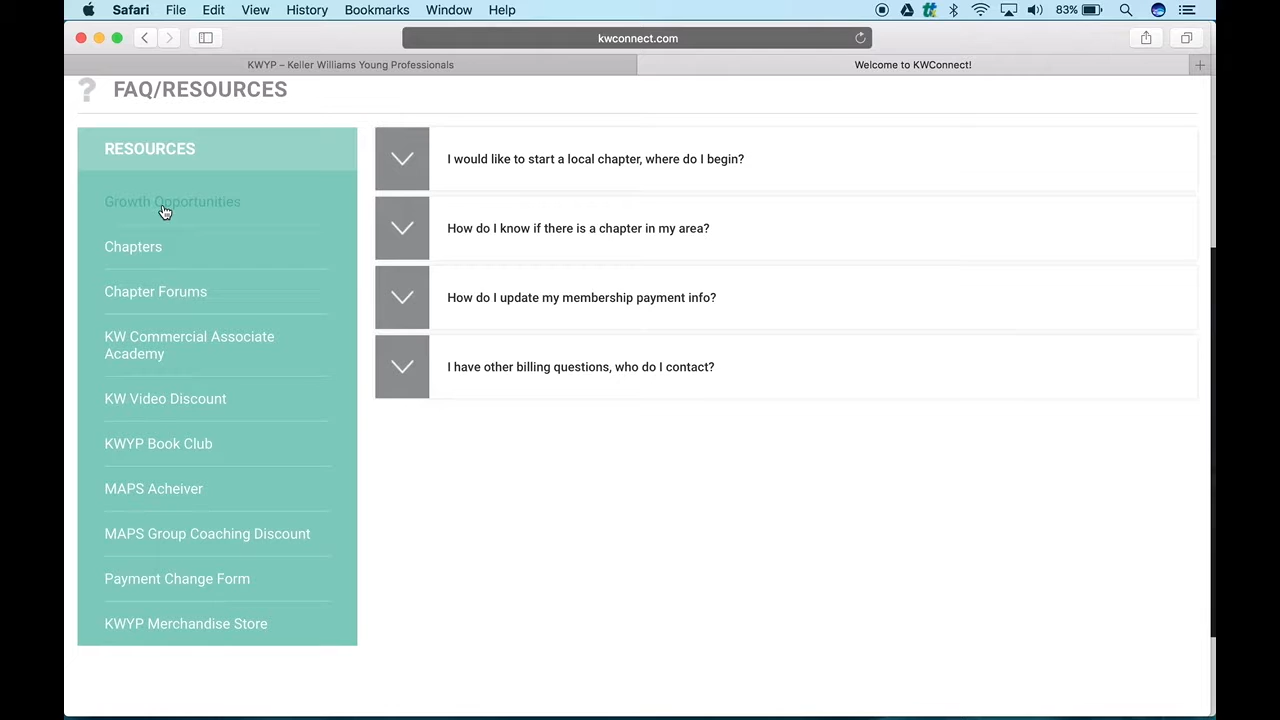 Safari File Edit View History Bookmarks Window Help 83%
kwconnect.com
KWYP – Keller Williams Young Professionals
Welcome to KWConnect!
? FAQ/RESOURCES
RESOURCES
Growth Opportunities
Chapters
Chapter Forums
KW Commercial Associate
Academy
KW Video Discount
KWYP Book Club
MAPS Acheiver
MAPS Group Coaching Discount
Payment Change Form
KWYP Merchandise Store
I would like to start a local chapter, where do I begin?
How do I know if there is a chapter in my area?
How do I update my membership payment info?
I have other billing questions, who do I contact?